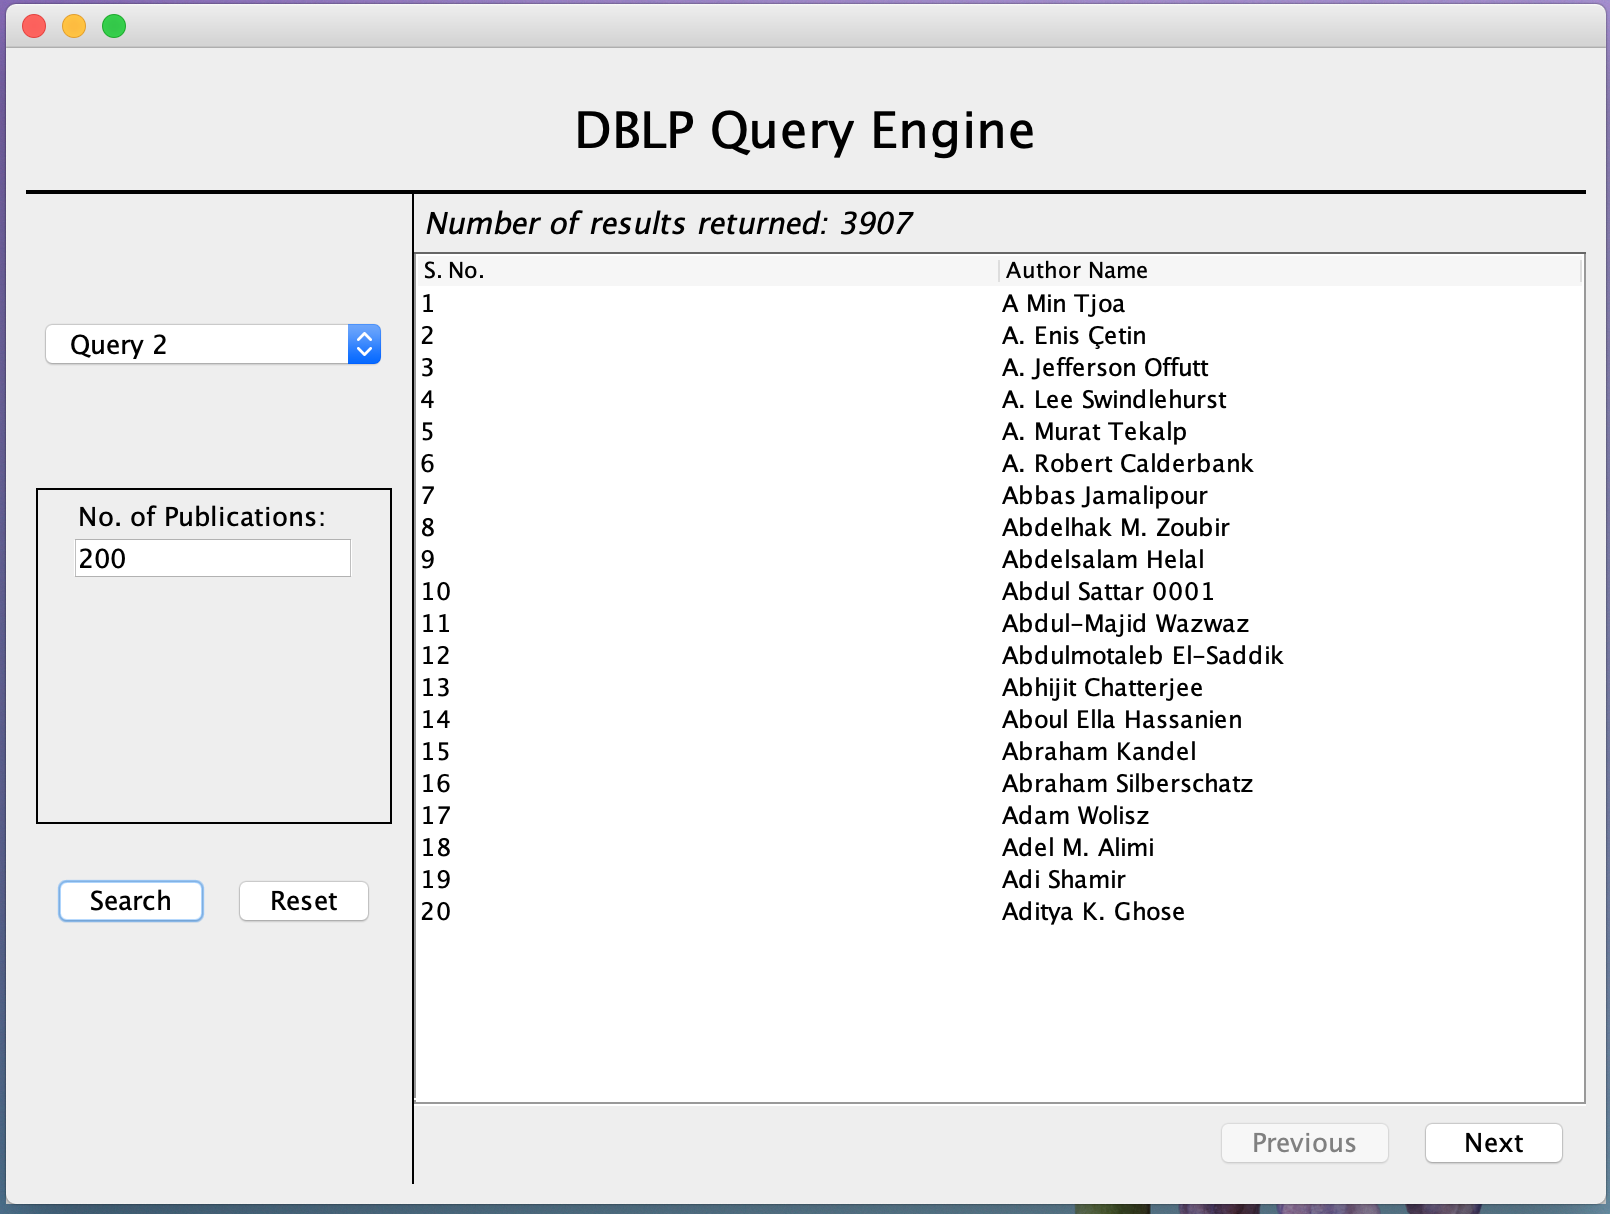 DBLP Query Engine
Query 2
No. of Publications:
200
Search Reset
Number of results returned: 3907
S. No. Author Name
1 A Min Tjoa
2 A. Enis Çetin
3 A. Jefferson Offutt
4 A. Lee Swindlehurst
5 A. Murat Tekalp
6 A. Robert Calderbank
7 Abbas Jamalipour
8 Abdelhak M. Zoubir
9 Abdelsalam Helal
10 Abdul Sattar 0001
11 Abdul-Majid Wazwaz
12 Abdulmotaleb El-Saddik
13 Abhijit Chatterjee
14 Aboul Ella Hassanien
15 Abraham Kandel
16 Abraham Silberschatz
17 Adam Wolisz
18 Adel M. Alimi
19 Adi Shamir
20 Aditya K. Ghose
Previous Next